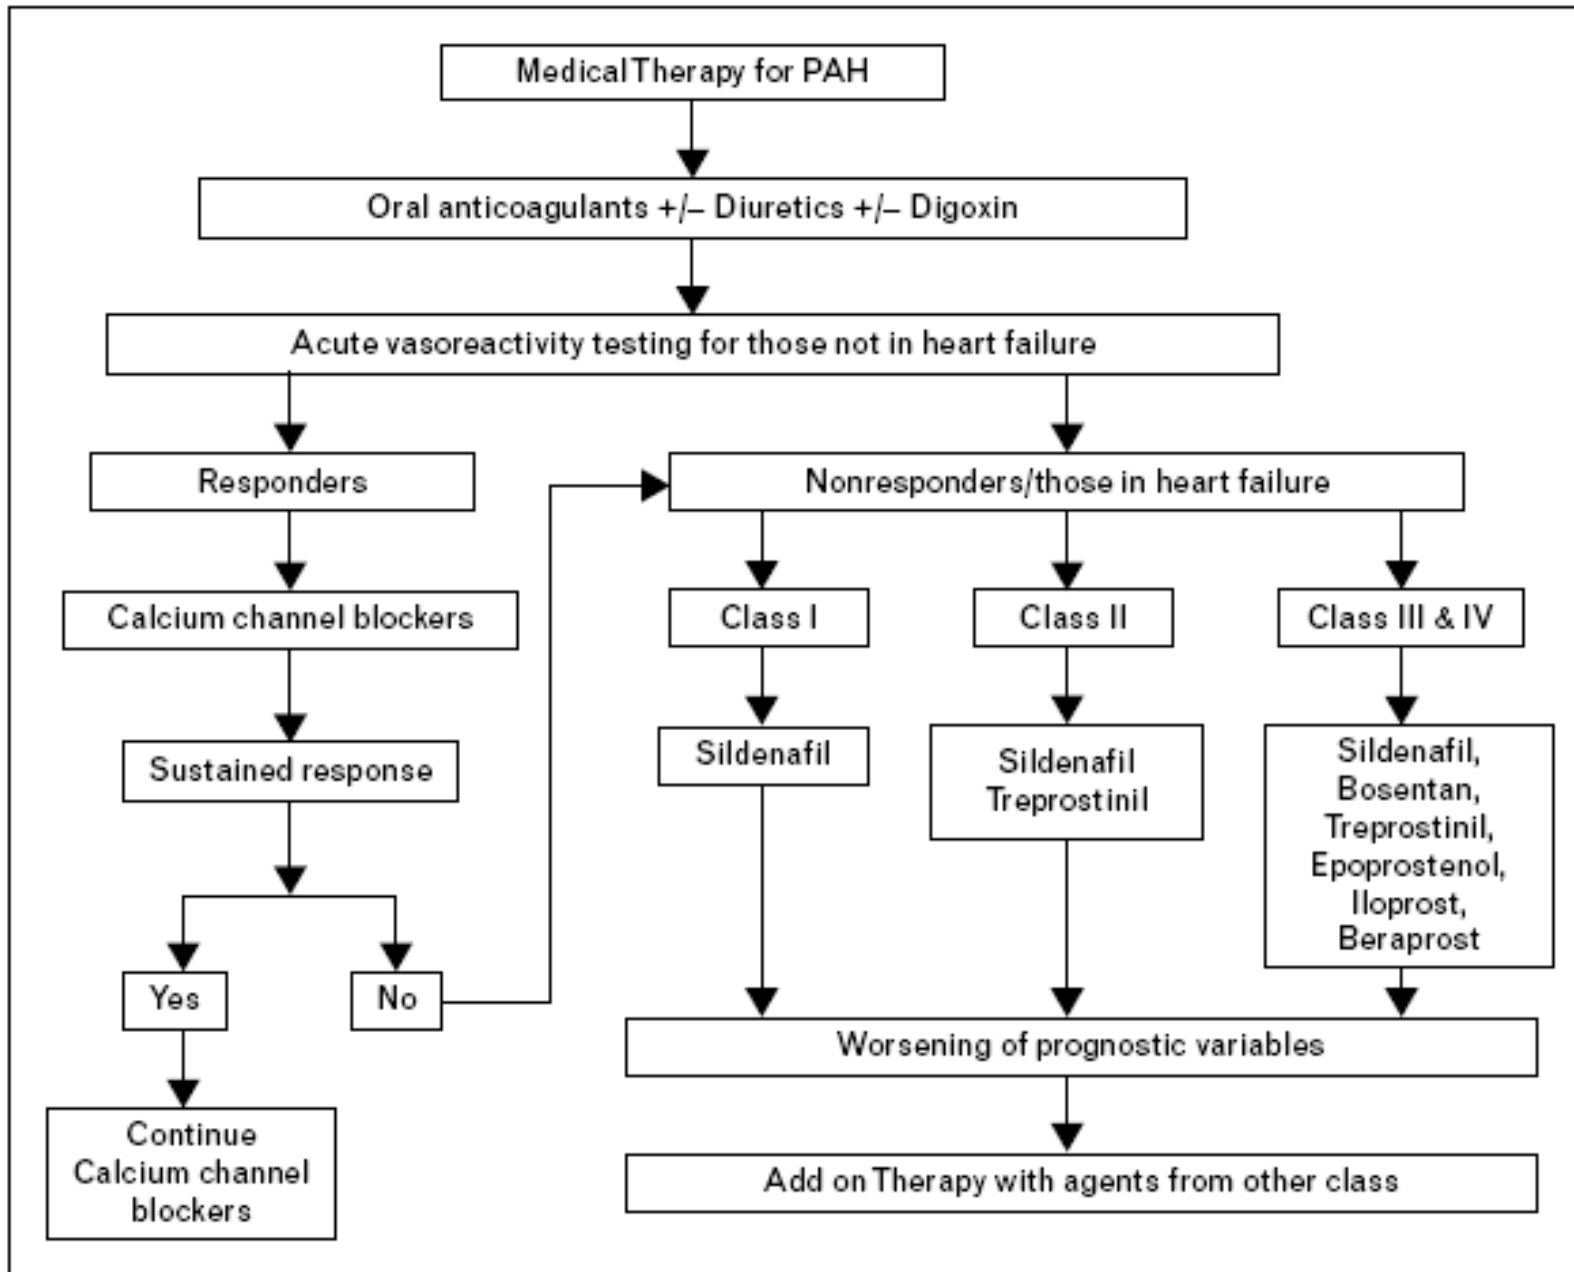 Medical Therapy for PAH
Oral anticoagulants +/– Diuretics +/– Digoxin
Acute vasoreactivity testing for those not in heart failure
Responders
Nonresponders/those in heart failure
Calcium channel blockers
Class I
Class II
Class III & IV
Sustained response
Sildenafil
Sildenafil
Treprostinil
Sildenafil,
Bosentan,
Treprostinil,
Epoprostenol,
Iloprost,
Beraprost
Yes
No
Worsening of prognostic variables
Continue
Calcium channel
blockers
Add on Therapy with agents from other class